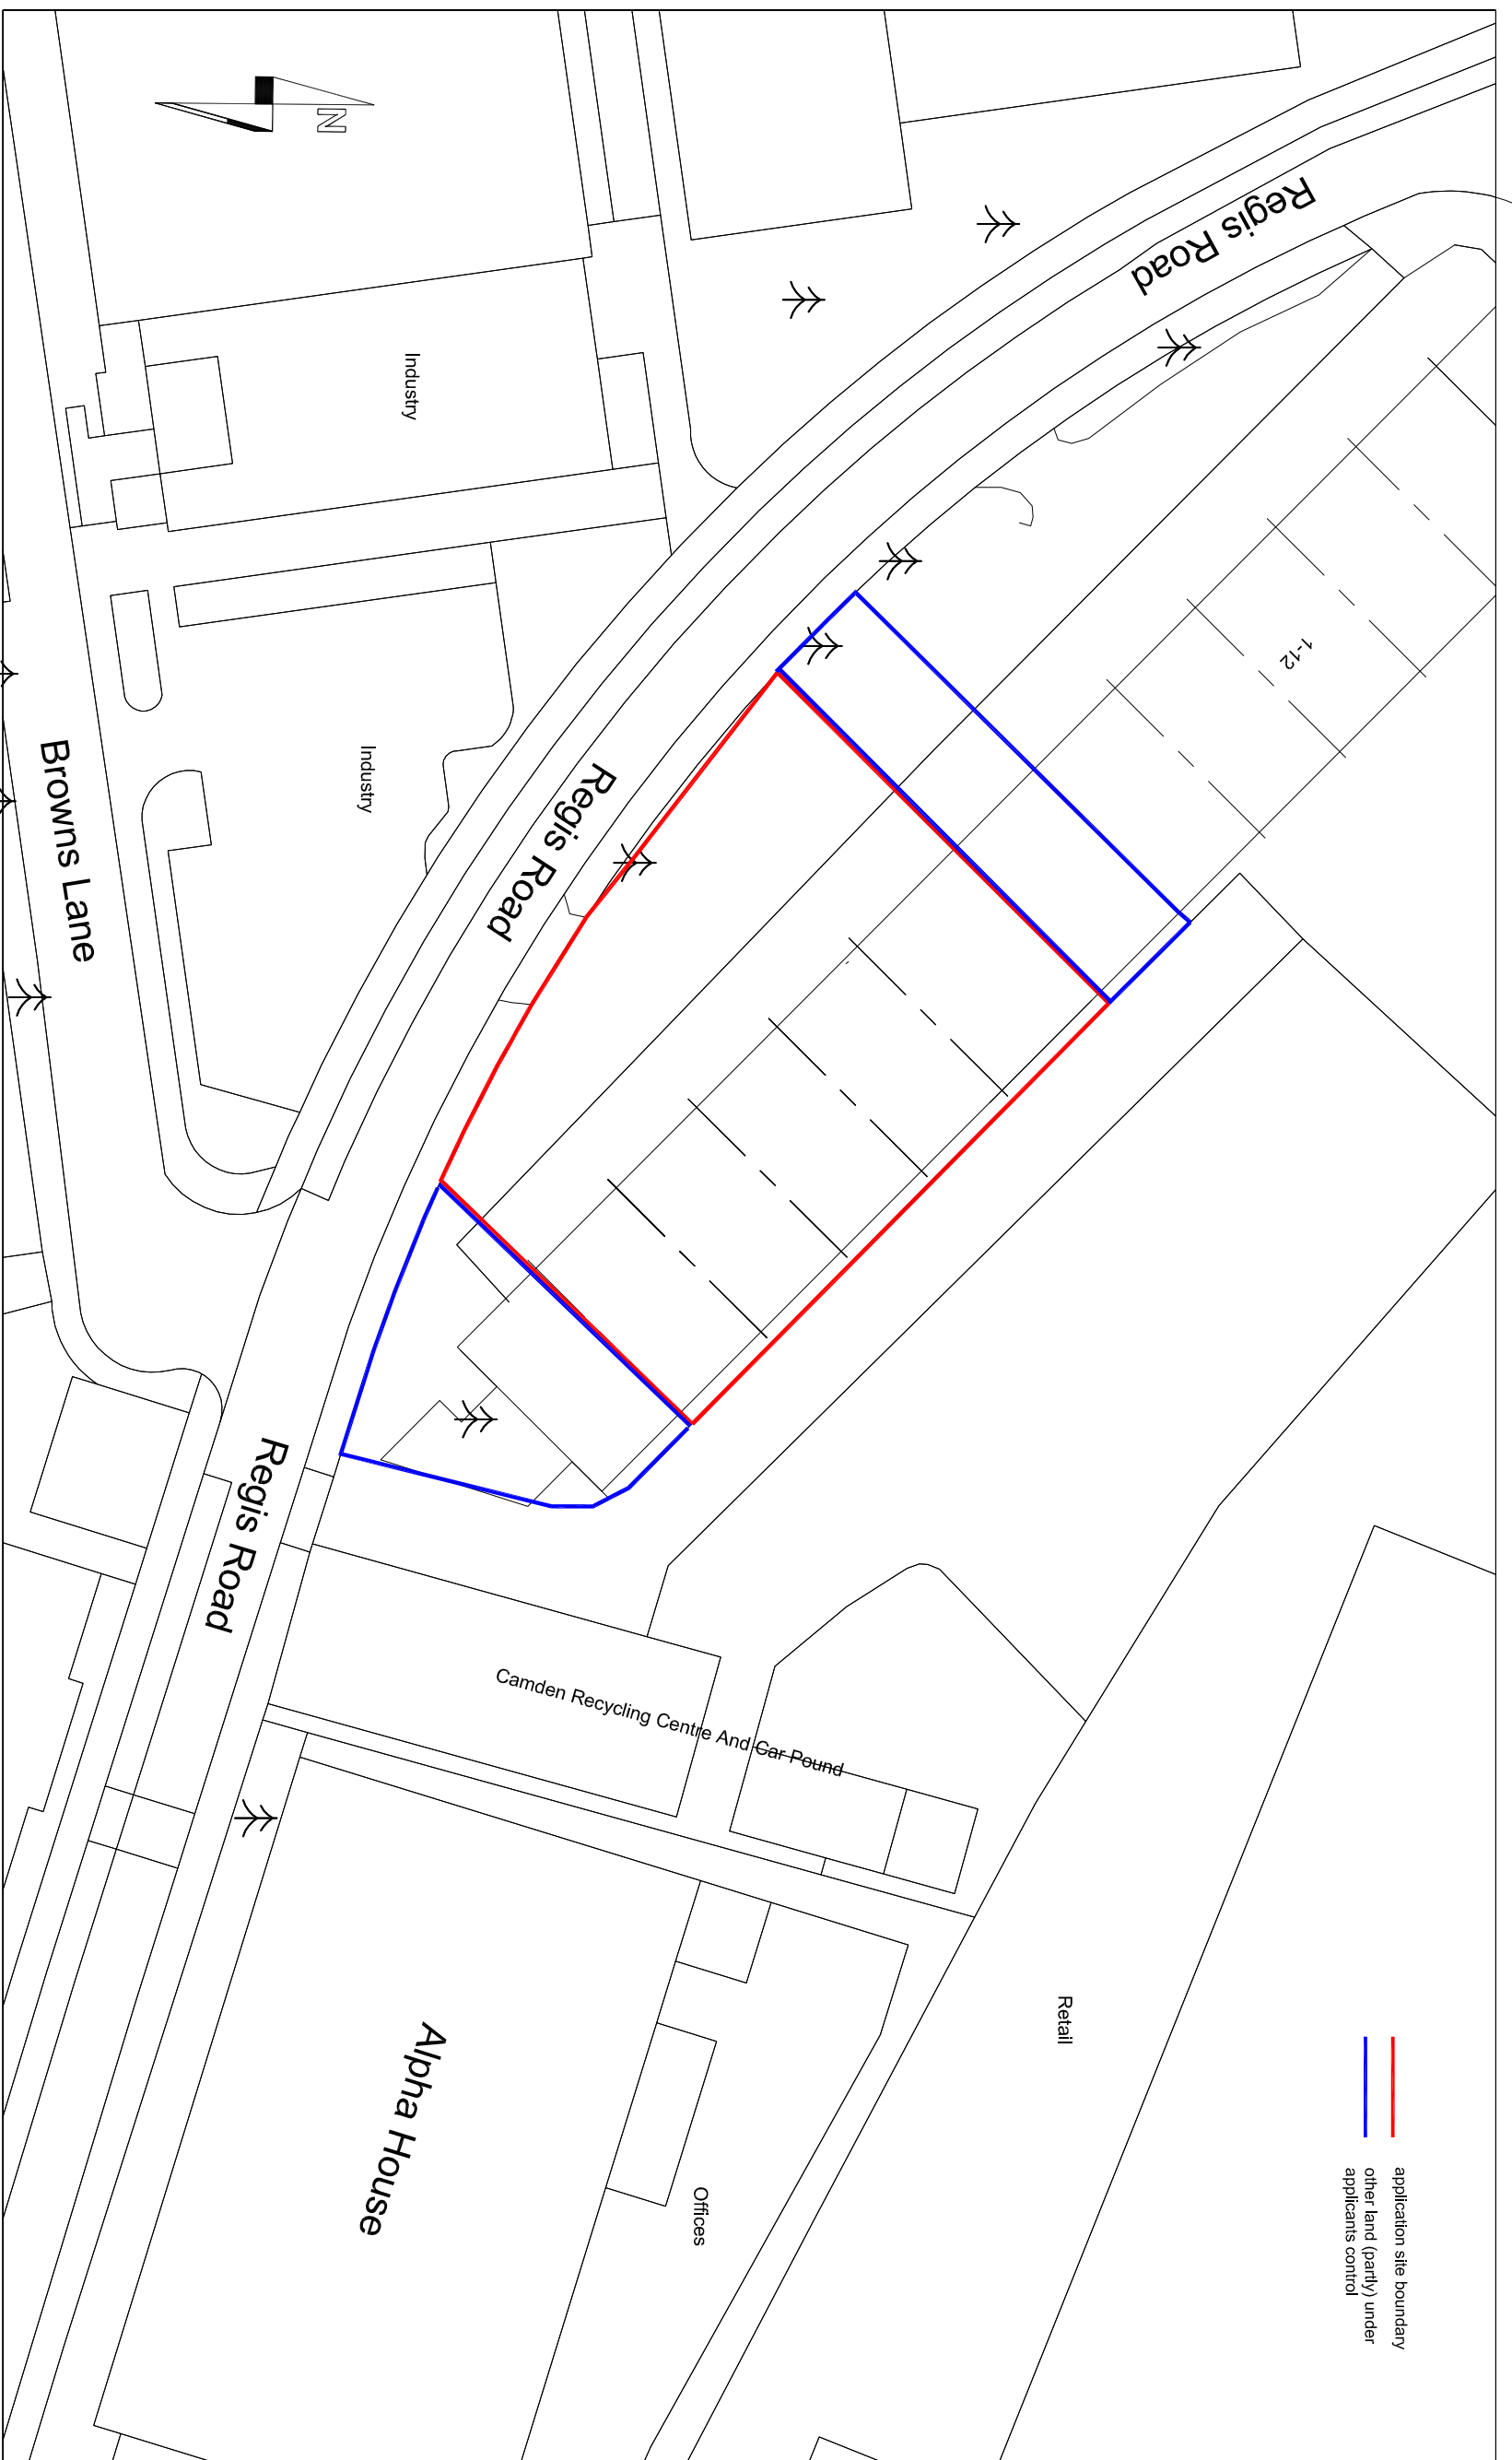 N
Regis Road
Industry
1-12
Industry
Regis Road
Browns Lane
Regis Road
Camden Recycling Centre And Car Pound
Retail
Alpha House
Offices
application site boundary
other land (partly) under
applicants control